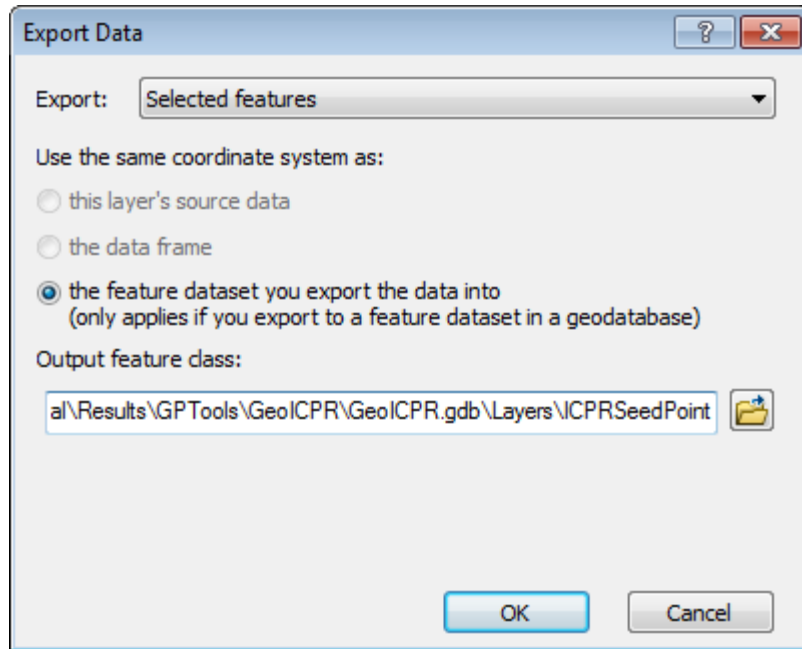 Export Data
Export: Selected features
Use the same coordinate system as:
this layer's source data
the data frame
the feature dataset you export the data into
(only applies if you export to a feature dataset in a geodatabase)
Output feature class:
al\Results\GPTools\GeoICPR\GeoICPR.gdb\Layers\ICPRSeedPoint
OK Cancel